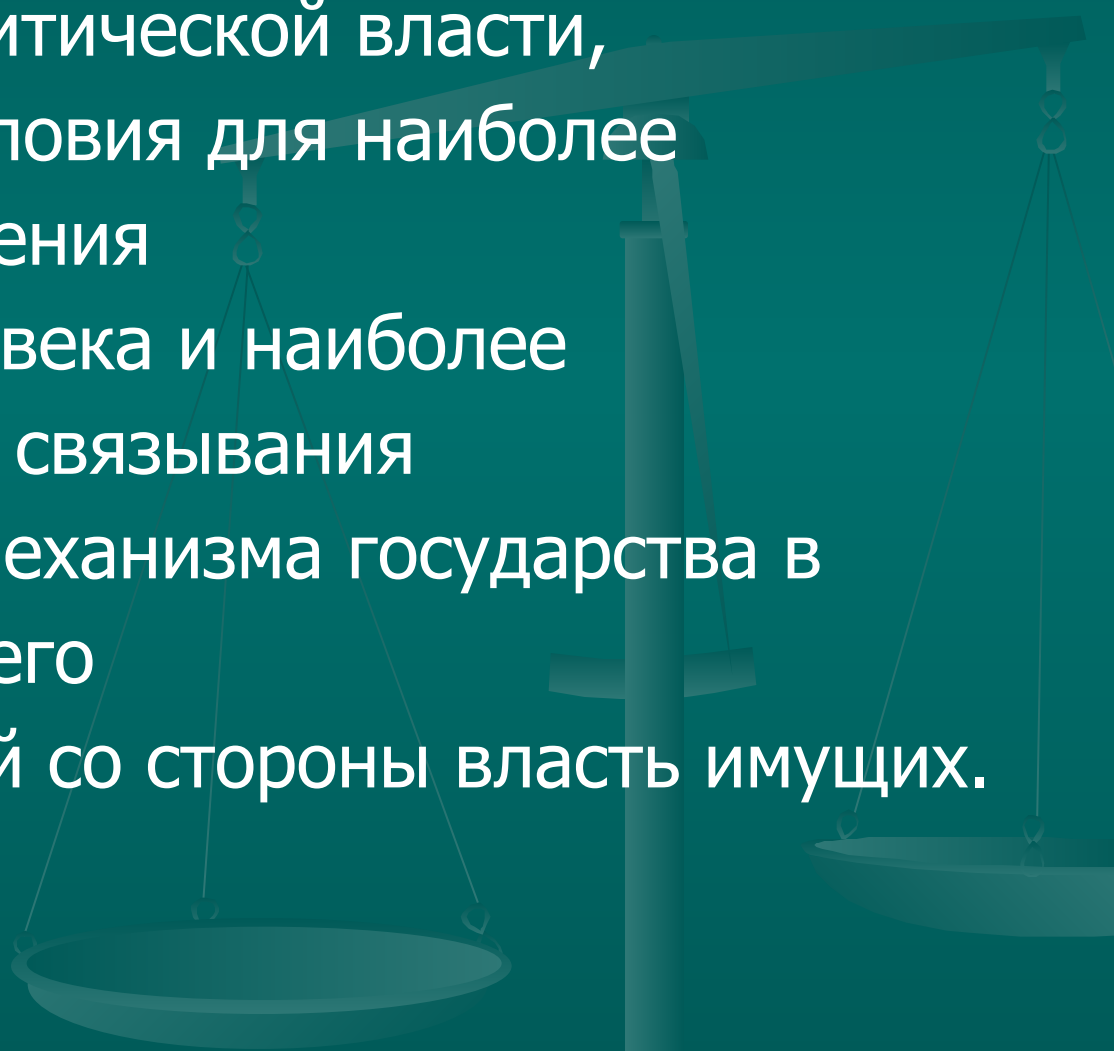 итической власти,
ловия для наиболее
ения
века и наиболее
связывания
еханизма государства в
его
й со стороны власть имущих.